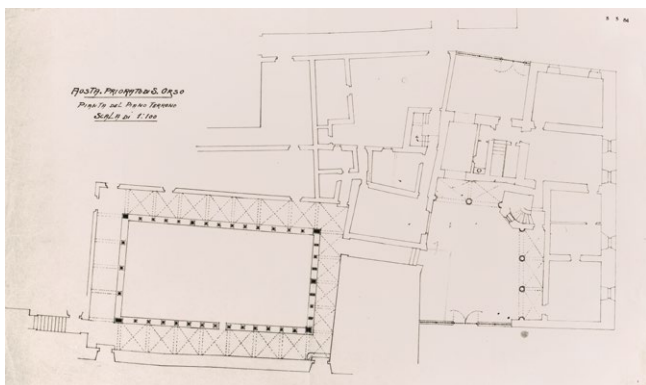 AOSTA. PRIORATO DI S. ORSO
PIANTA DEL PIANO TERRENO
SCALA DI 1:100